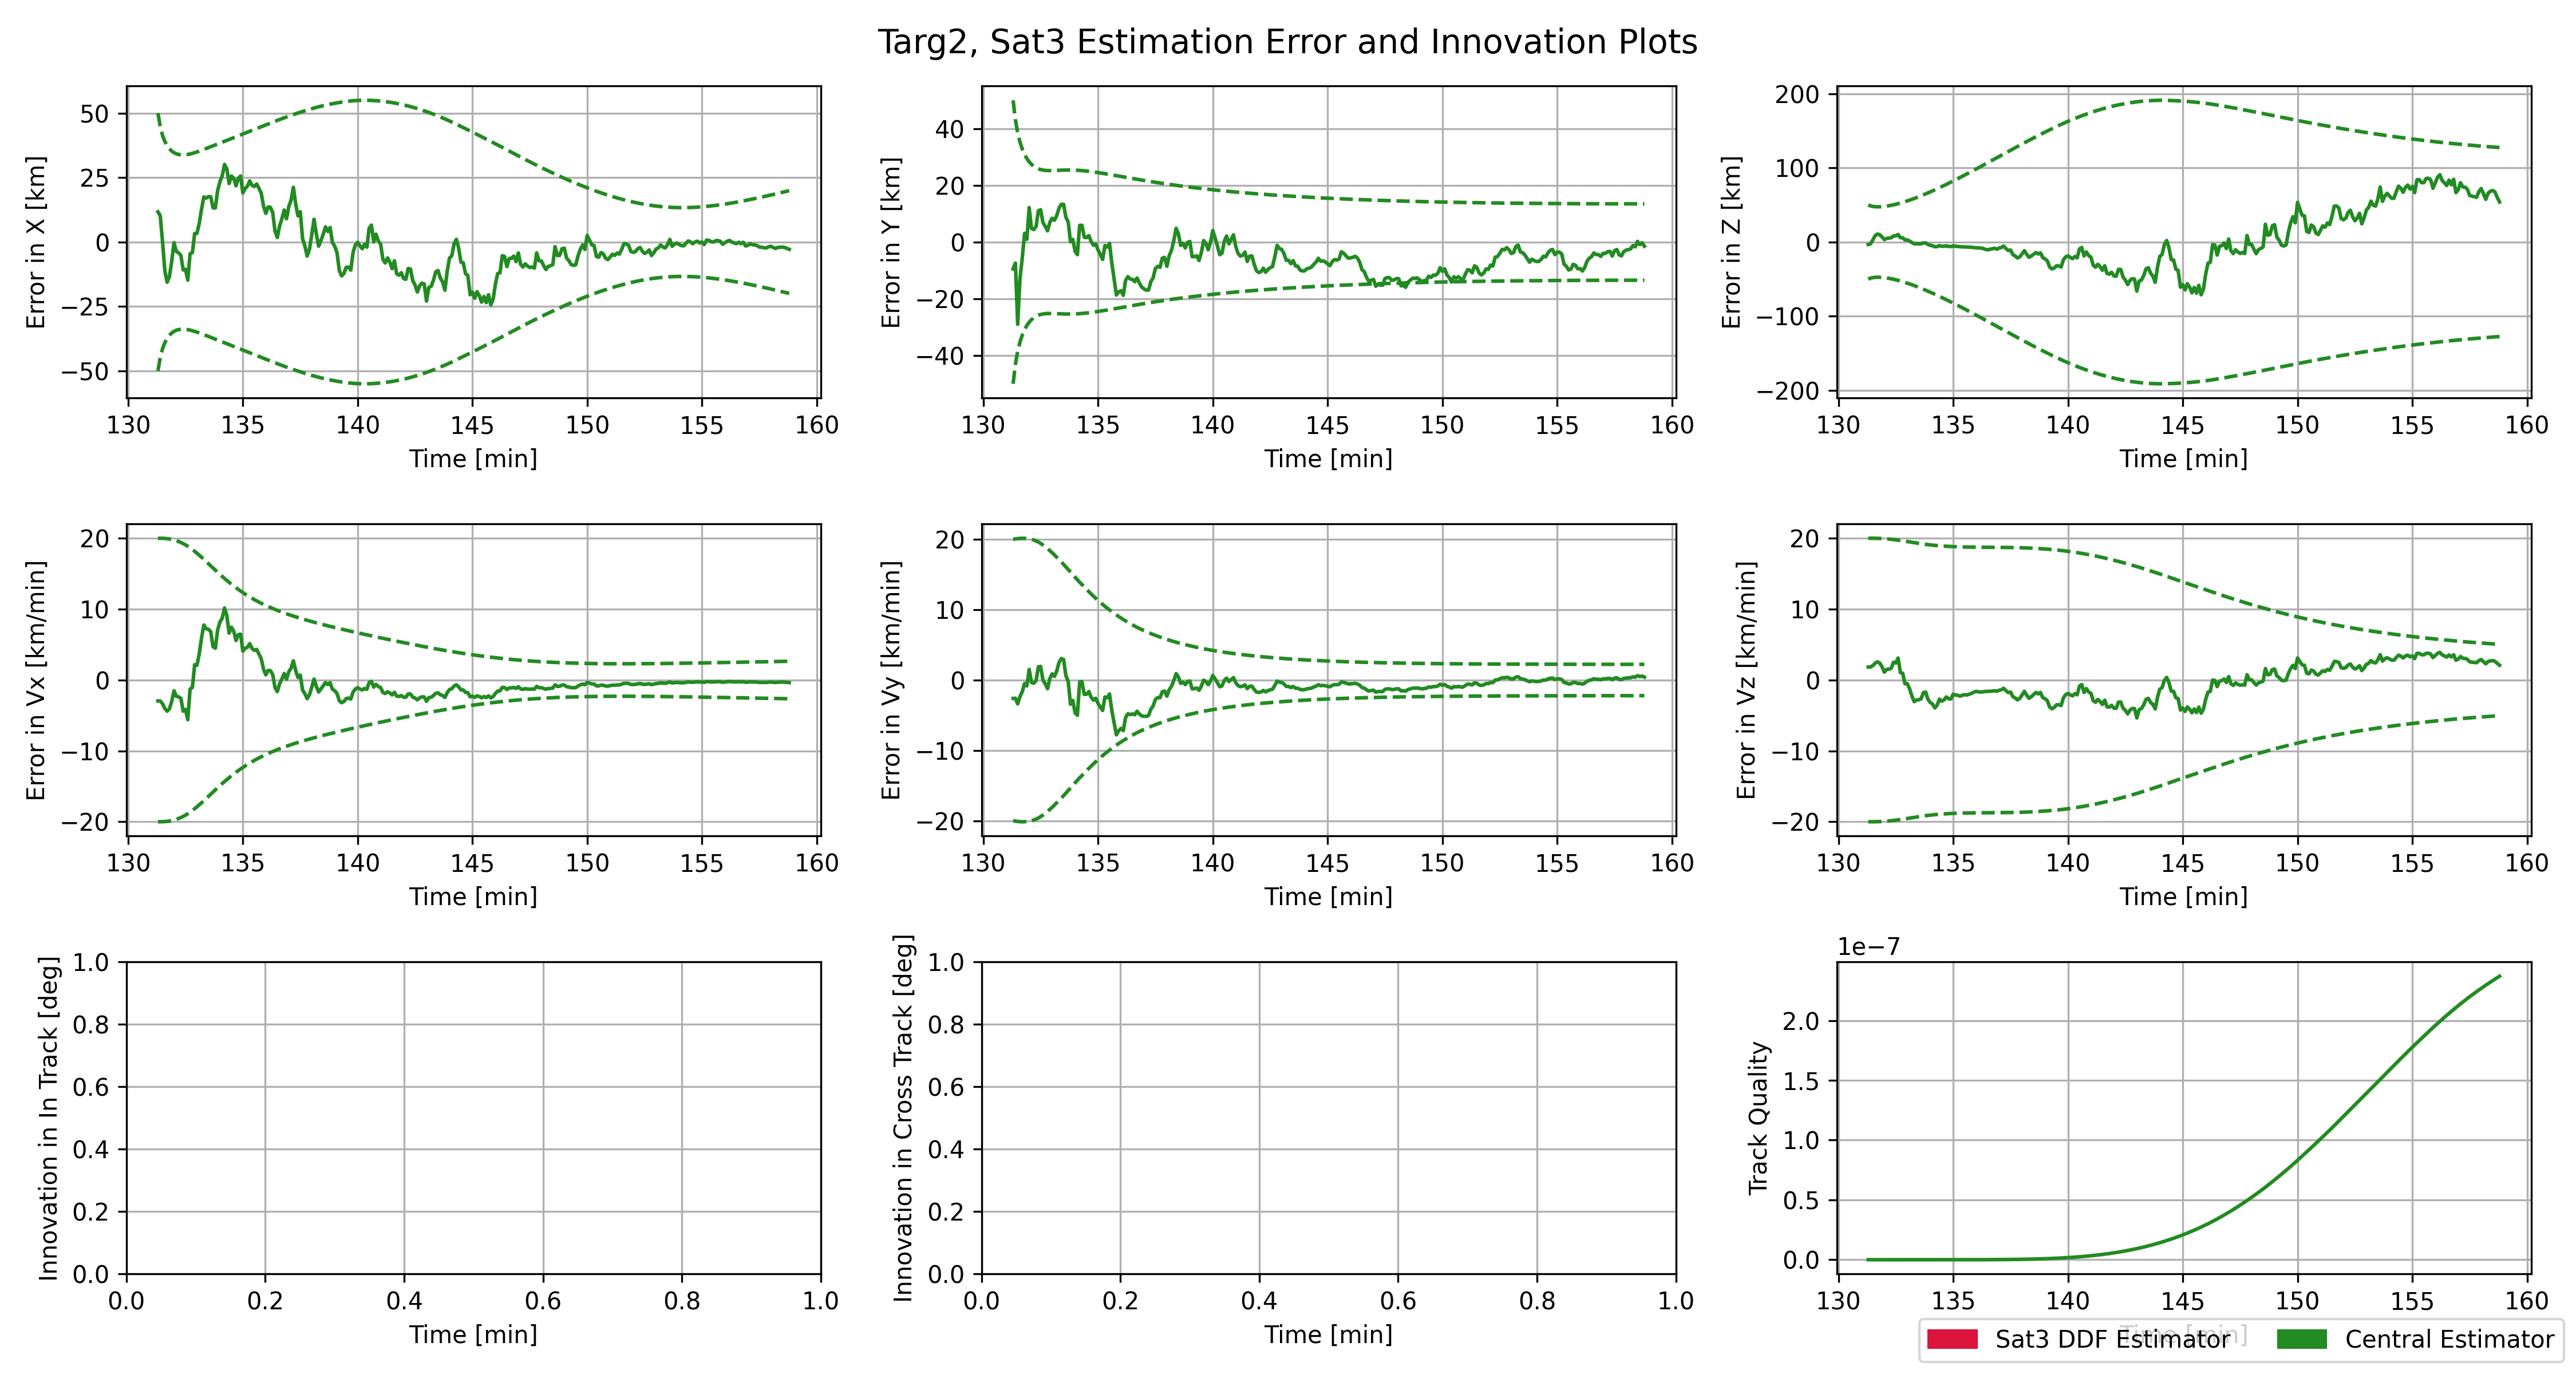 Targ2, Sat3 Estimation Error and Innovation Plots
Error in X [km]
50
25
0
−25
−50
130 135 140 145 150 155 160
Time [min]
Error in Y [km]
40
20
0
−20
−40
130 135 140 145 150 155 160
Time [min]
Error in Z [km]
200
100
0
−100
−200
130 135 140 145 150 155 160
Time [min]
Error in Vx [km/min]
20
10
0
−10
−20
130 135 140 145 150 155 160
Time [min]
Error in Vy [km/min]
20
10
0
−10
−20
130 135 140 145 150 155 160
Time [min]
Error in Vz [km/min]
20
10
0
−10
−20
130 135 140 145 150 155 160
Time [min]
Innovation in In Track [deg]
1.0
0.8
0.6
0.4
0.2
0.0
0.0 0.2 0.4 0.6 0.8 1.0
Time [min]
Innovation in Cross Track [deg]
1.0
0.8
0.6
0.4
0.2
0.0
0.0 0.2 0.4 0.6 0.8 1.0
Time [min]
1e−7
Track Quality
2.0
1.5
1.0
0.5
0.0
130 135 140 145 150 155 160
Time [min]
Sat3 DDF Estimator
Central Estimator